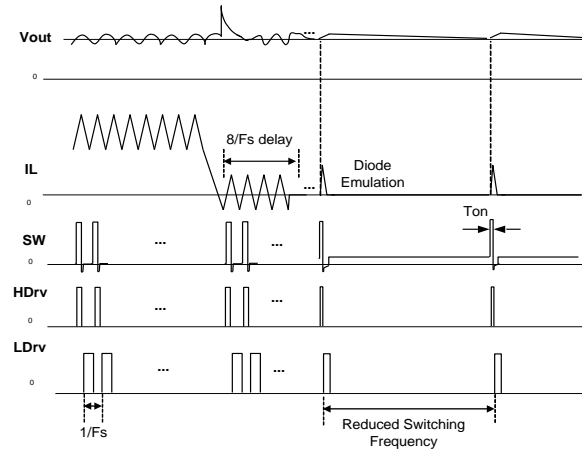 Vout
...
0
8/Fs delay
IL
Diode
Emulation
...
0
Ton
SW
...
...
0
HDrv
...
0
LDrv
...
...
0
1/Fs
Reduced Switching
Frequency